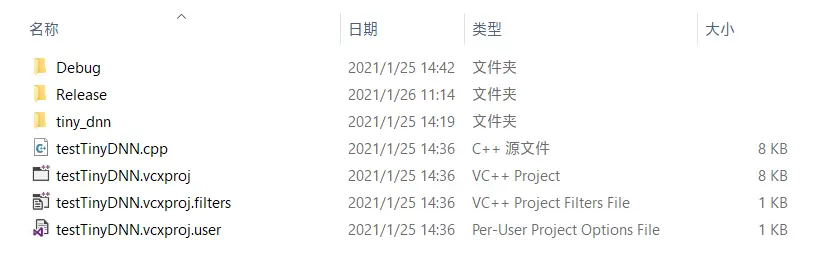 名称 日期 类型 大小
Debug 2021/1/25 14:42 文件夹
Release 2021/1/26 11:14 文件夹
tiny_dnn 2021/1/25 14:19 文件夹
testTinyDNN.cpp 2021/1/25 14:36 C++ 源文件 8 KB
testTinyDNN.vcxproj 2021/1/25 14:36 VC++ Project 8 KB
testTinyDNN.vcxproj.filters 2021/1/25 14:36 VC++ Project Filters File 1 KB
testTinyDNN.vcxproj.user 2021/1/25 14:36 Per-User Project Options File 1 KB